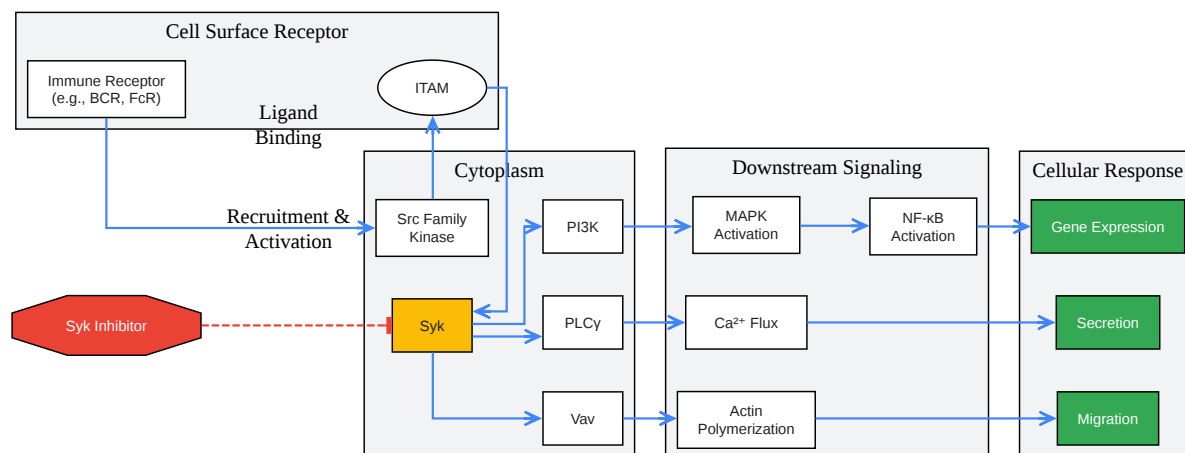 Cell Surface Receptor
Immune Receptor
(e.g., BCR, FcR)
ITAM
Ligand
Binding
Cytoplasm
Downstream Signaling
Cellular Response
Recruitment &
Activation
Src Family
Kinase
PI3K
MAPK
Activation
NF-κB
Activation
Gene Expression
Syk Inhibitor
Syk
PLCγ
Ca²⁺ Flux
Secretion
Vav
Actin
Polymerization
Migration